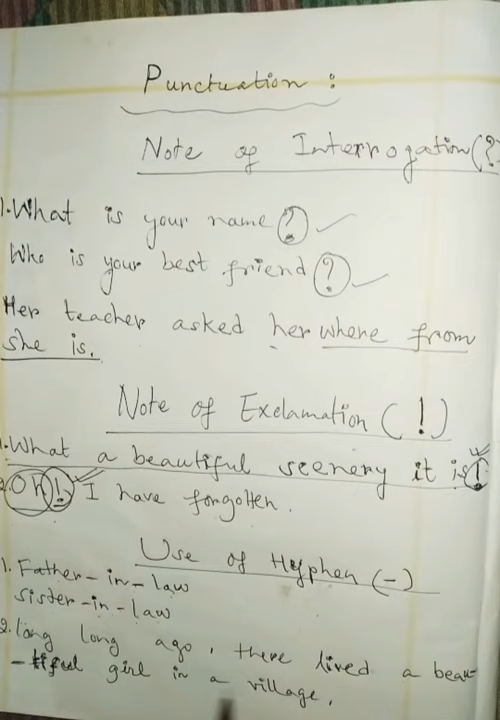 Punctuation :
Note of Interrogation (?)
1. What is your name ?
Who is your best friend ?
Her teacher asked her where from
she is.
Note of Exclamation ( ! )
1. What a beautiful scenery it is !
2. Oh ! I have forgotten.
Use of Hyphen (-)
1. Father-in-law
sister-in-law
2. long long ago, there lived a beau-
-tiful girl in a village.